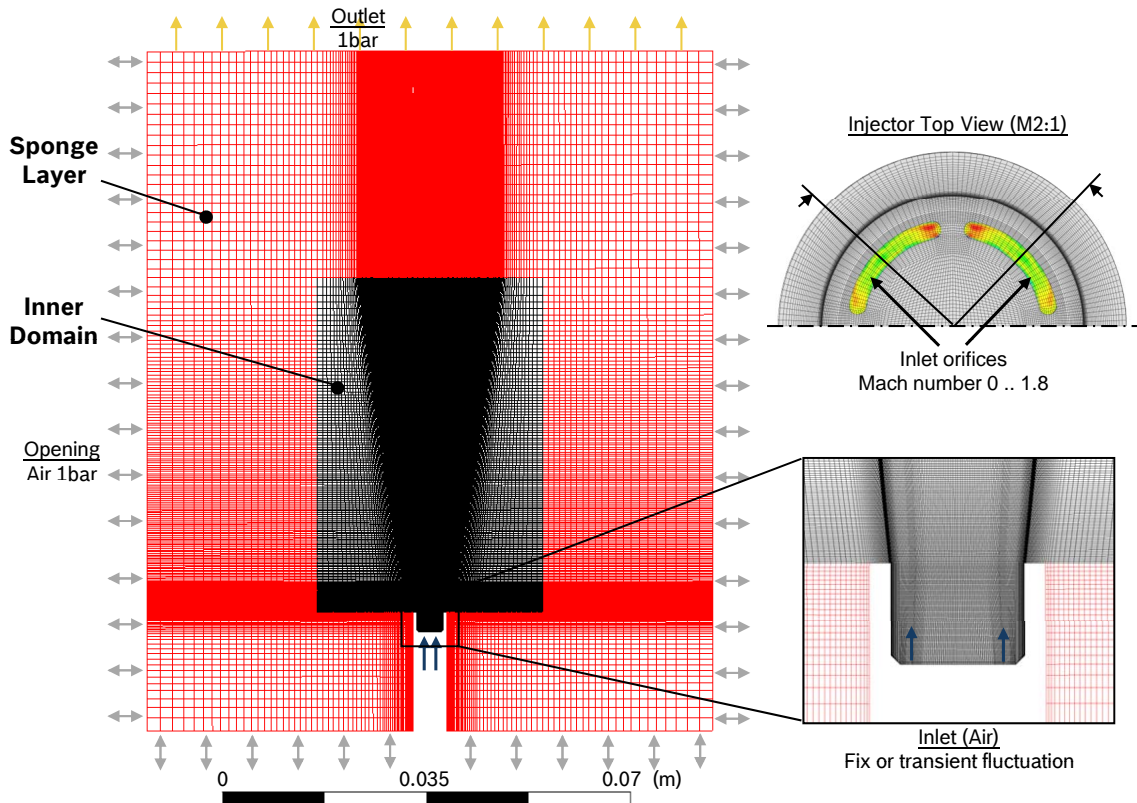 Outlet
1bar
Sponge
Layer
Injector Top View (M2:1)
Inner
Domain
Inlet orifices
Mach number 0 .. 1.8
Opening
Air 1bar
Inlet (Air)
Fix or transient fluctuation
0 0.035 0.07 (m)